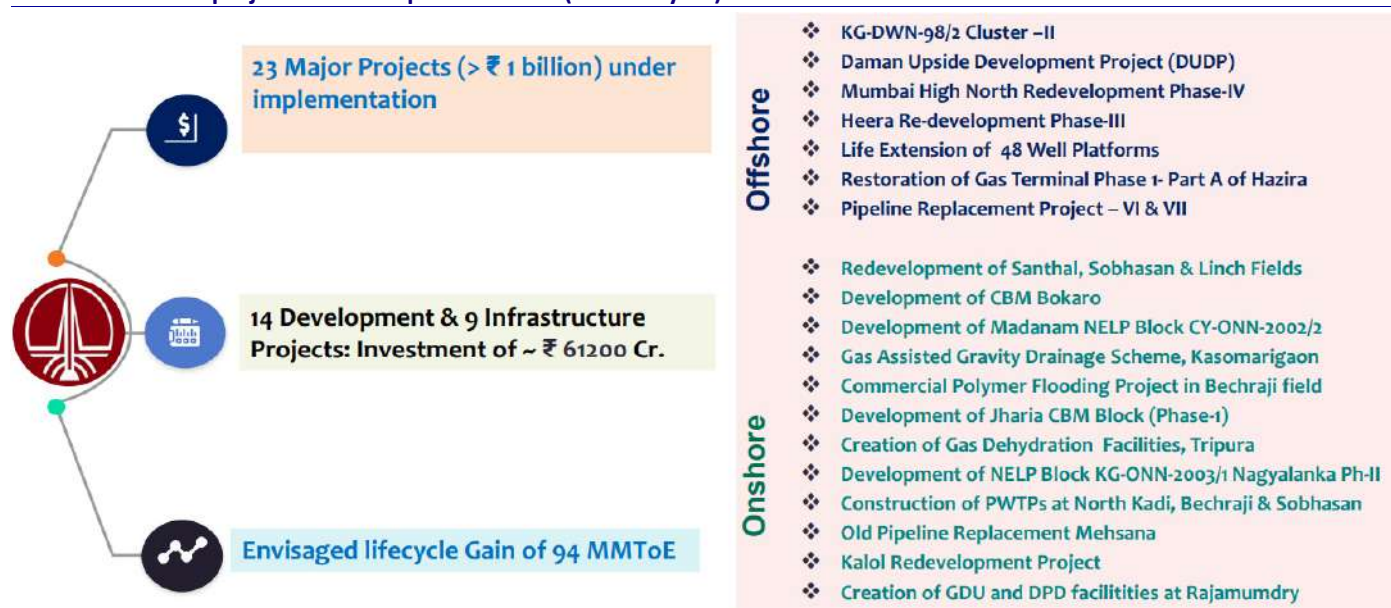 23 Major Projects (> ₹ 1 billion) under
implementation
14 Development & 9 Infrastructure
Projects: Investment of ~ ₹ 61200 Cr.
Envisaged lifecycle Gain of 94 MMToE
Offshore
❖ KG-DWN-98/2 Cluster –II
❖ Daman Upside Development Project (DUDP)
❖ Mumbai High North Redevelopment Phase-IV
❖ Heera Re-development Phase-III
❖ Life Extension of 48 Well Platforms
❖ Restoration of Gas Terminal Phase 1- Part A of Hazira
❖ Pipeline Replacement Project – VI & VII
Onshore
❖ Redevelopment of Santhal, Sobhasan & Linch Fields
❖ Development of CBM Bokaro
❖ Development of Madanam NELP Block CY-ONN-2002/2
❖ Gas Assisted Gravity Drainage Scheme, Kasomarigaon
❖ Commercial Polymer Flooding Project in Bechraji field
❖ Development of Jharia CBM Block (Phase-1)
❖ Creation of Gas Dehydration Facilities, Tripura
❖ Development of NELP Block KG-ONN-2003/1 Nagyalanka Ph-II
❖ Construction of PWTPs at North Kadi, Bechraji & Sobhasan
❖ Old Pipeline Replacement Mehsana
❖ Kalol Redevelopment Project
❖ Creation of GDU and DPD facilitities at Rajamumdry